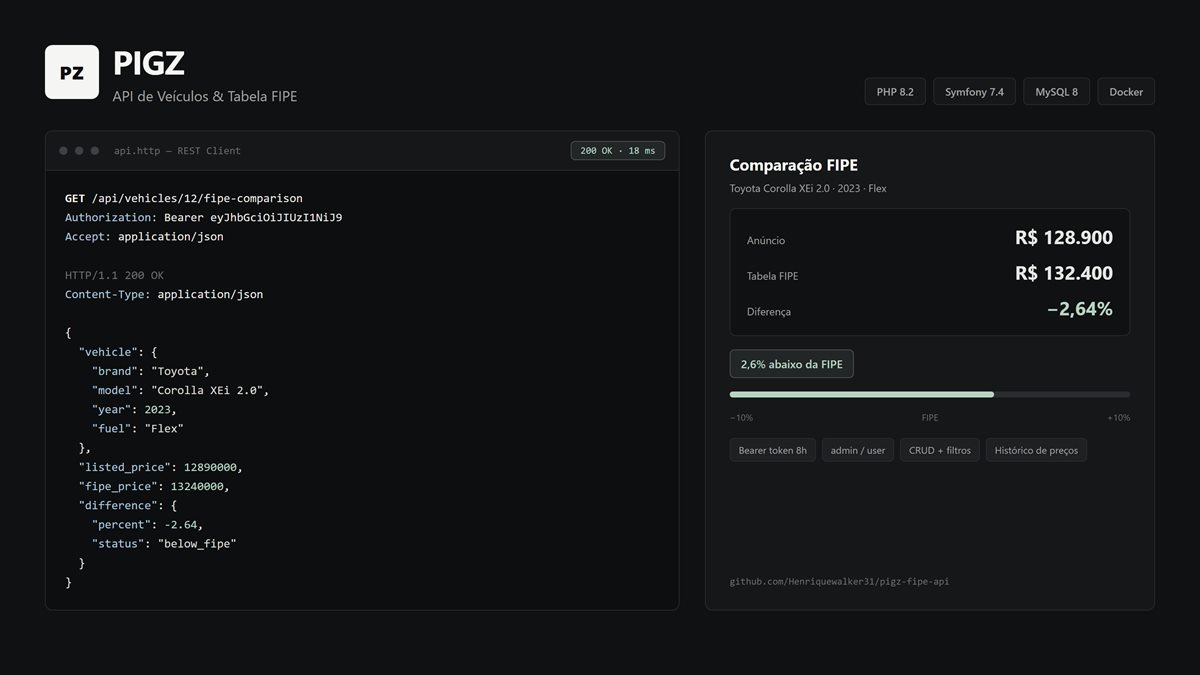 PZ
PIGZ
API de Veículos & Tabela FIPE
PHP 8.2
Symfony 7.4
MySQL 8
Docker
api.http — REST Client
200 OK · 18 ms
GET /api/vehicles/12/fipe-comparison
Authorization: Bearer eyJhbGciOiJIUzI1NiJ9
Accept: application/json
HTTP/1.1 200 OK
Content-Type: application/json
{
  "vehicle": {
    "brand": "Toyota",
    "model": "Corolla XEi 2.0",
    "year": 2023,
    "fuel": "Flex"
  },
  "listed_price": 12890000,
  "fipe_price": 13240000,
  "difference": {
    "percent": -2.64,
    "status": "below_fipe"
  }
}
Comparação FIPE
Toyota Corolla XEi 2.0 · 2023 · Flex
Anúncio R$ 128.900
Tabela FIPE R$ 132.400
Diferença −2,64%
2,6% abaixo da FIPE
−10% FIPE +10%
Bearer token 8h
admin / user
CRUD + filtros
Histórico de preços
github.com/Henriquewalker31/pigz-fipe-api